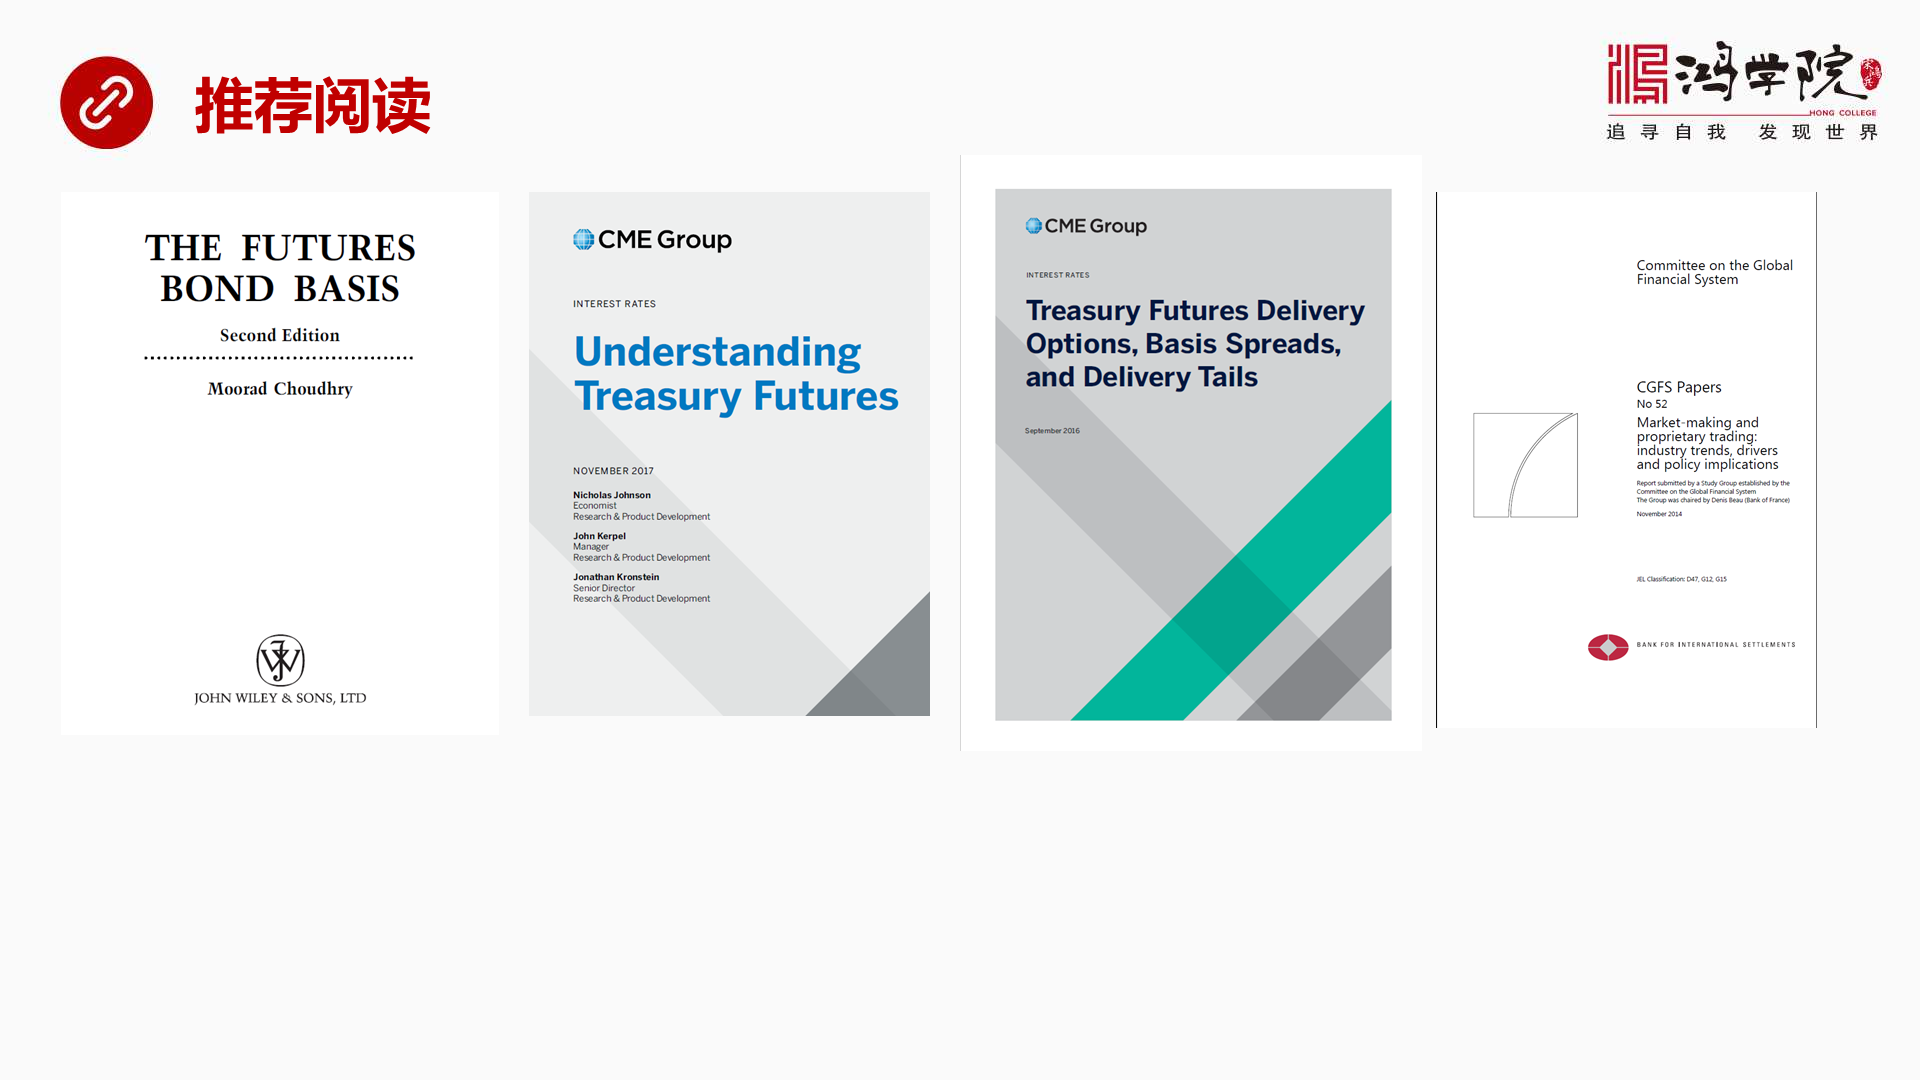 推荐阅读
鸿学院
宋鸿兵
HONG COLLEGE
追寻自我 发现世界
THE FUTURES
BOND BASIS
Second Edition
Moorad Choudhry
JOHN WILEY & SONS, LTD
CME Group
INTEREST RATES
Understanding
Treasury Futures
NOVEMBER 2017
Nicholas Johnson
Economist
Research & Product Development
John Kerpel
Manager
Research & Product Development
Jonathan Kronstein
Senior Director
Research & Product Development
CME Group
INTEREST RATES
Treasury Futures Delivery
Options, Basis Spreads,
and Delivery Tails
September 2016
Committee on the Global
Financial System
CGFS Papers
No 52
Market-making and
proprietary trading:
industry trends, drivers
and policy implications
Report submitted by a Study Group established by the
Committee on the Global Financial System
The Group was chaired by Denis Beau (Bank of France)
November 2014
JEL Classification: D47, G12, G15
BANK FOR INTERNATIONAL SETTLEMENTS